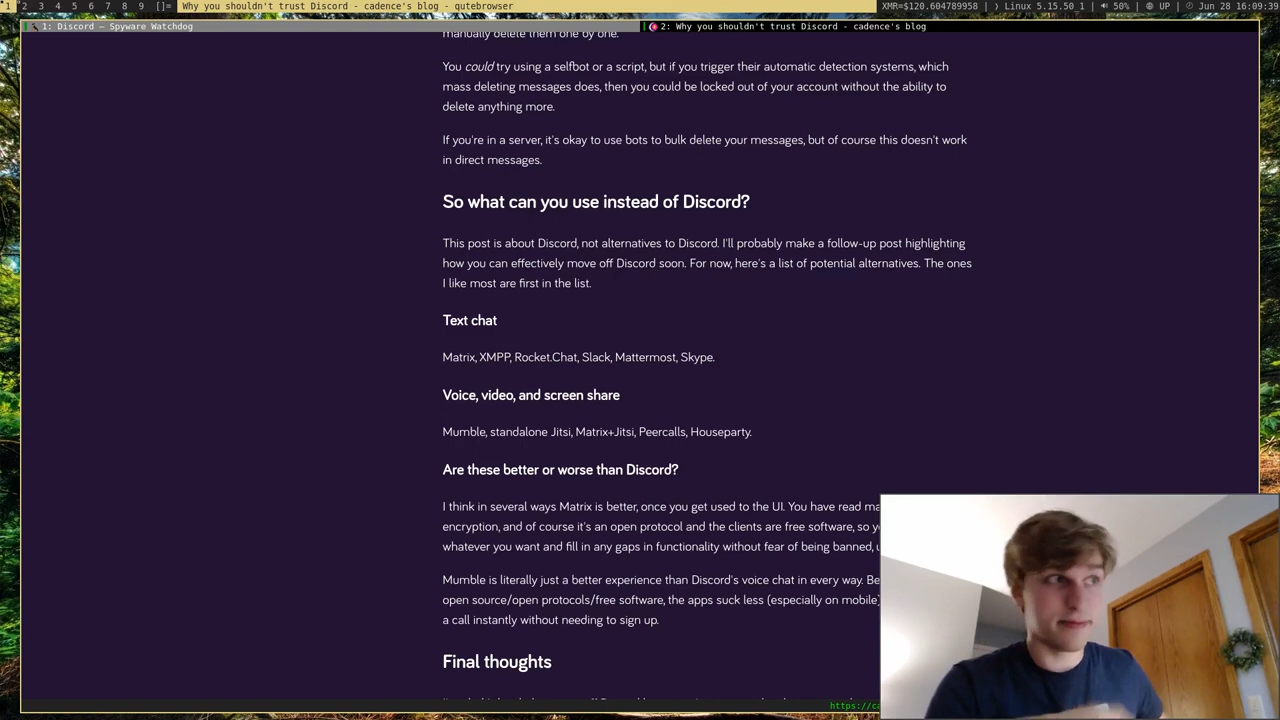 1 2 3 4 5 6 7 8 9 []= Why you shouldn't trust Discord - cadence's blog - qutebrowser XMR=$120.604789958 | Linux 5.15.50_1 | 50% | UP | Jun 28 16:09:39
1: Discord — Spyware Watchdog 2: Why you shouldn't trust Discord - cadence's blog
manually delete them one by one.
You could try using a selfbot or a script, but if you trigger their automatic detection systems, which
mass deleting messages does, then you could be locked out of your account without the ability to
delete anything more.
If you're in a server, it's okay to use bots to bulk delete your messages, but of course this doesn't work
in direct messages.
So what can you use instead of Discord?
This post is about Discord, not alternatives to Discord. I'll probably make a follow-up post highlighting
how you can effectively move off Discord soon. For now, here's a list of potential alternatives. The ones
I like most are first in the list.
Text chat
Matrix, XMPP, Rocket.Chat, Slack, Mattermost, Skype.
Voice, video, and screen share
Mumble, standalone Jitsi, Matrix+Jitsi, Peercalls, Houseparty.
Are these better or worse than Discord?
I think in several ways Matrix is better, once you get used to the UI. You have read ma
encryption, and of course it's an open protocol and the clients are free software, so y
whatever you want and fill in any gaps in functionality without fear of being banned,
Mumble is literally just a better experience than Discord's voice chat in every way. Be
open source/open protocols/free software, the apps suck less (especially on mobile)
a call instantly without needing to sign up.
Final thoughts
https://ca